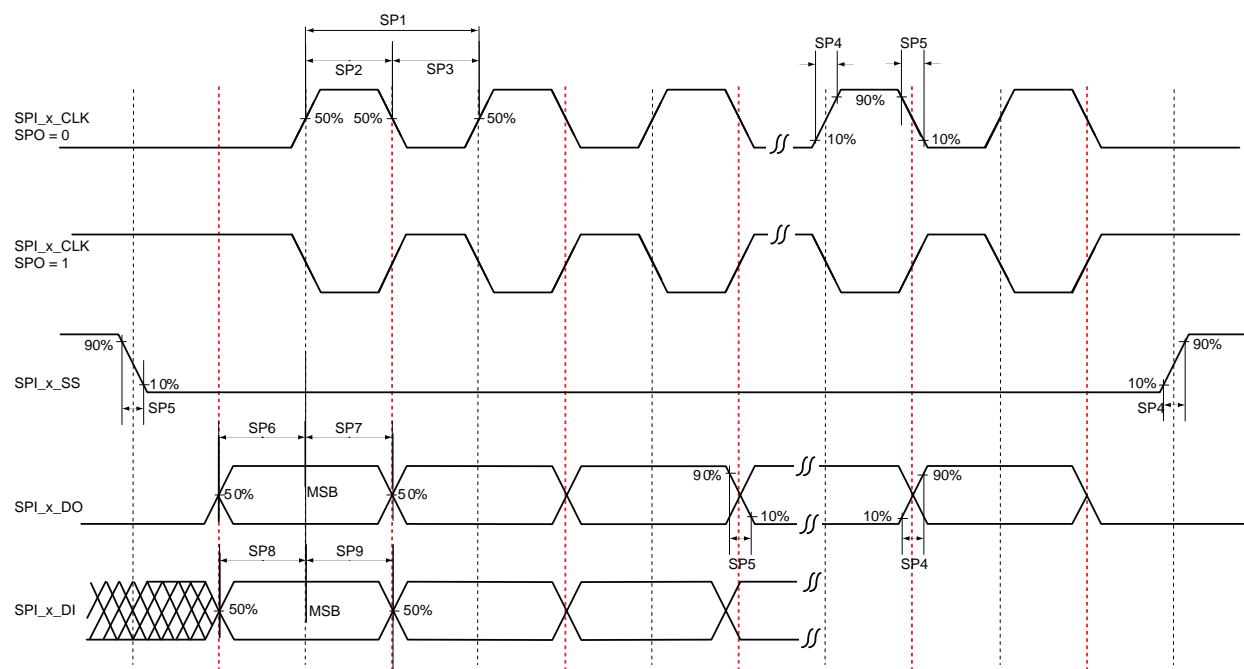 SP1
SP4 SP5
SP2 SP3
SPI_x_CLK
SPO = 0
50% 50% 50% 90%
10% 10%
SPI_x_CLK
SPO = 1
90% 90%
SPI_x_SS
10% 10%
SP5 SP4
SP6 SP7
90% 90%
50% MSB 50%
SPI_x_DO
10% 10%
SP8 SP9 SP5 SP4
SPI_x_DI
50% MSB 50%